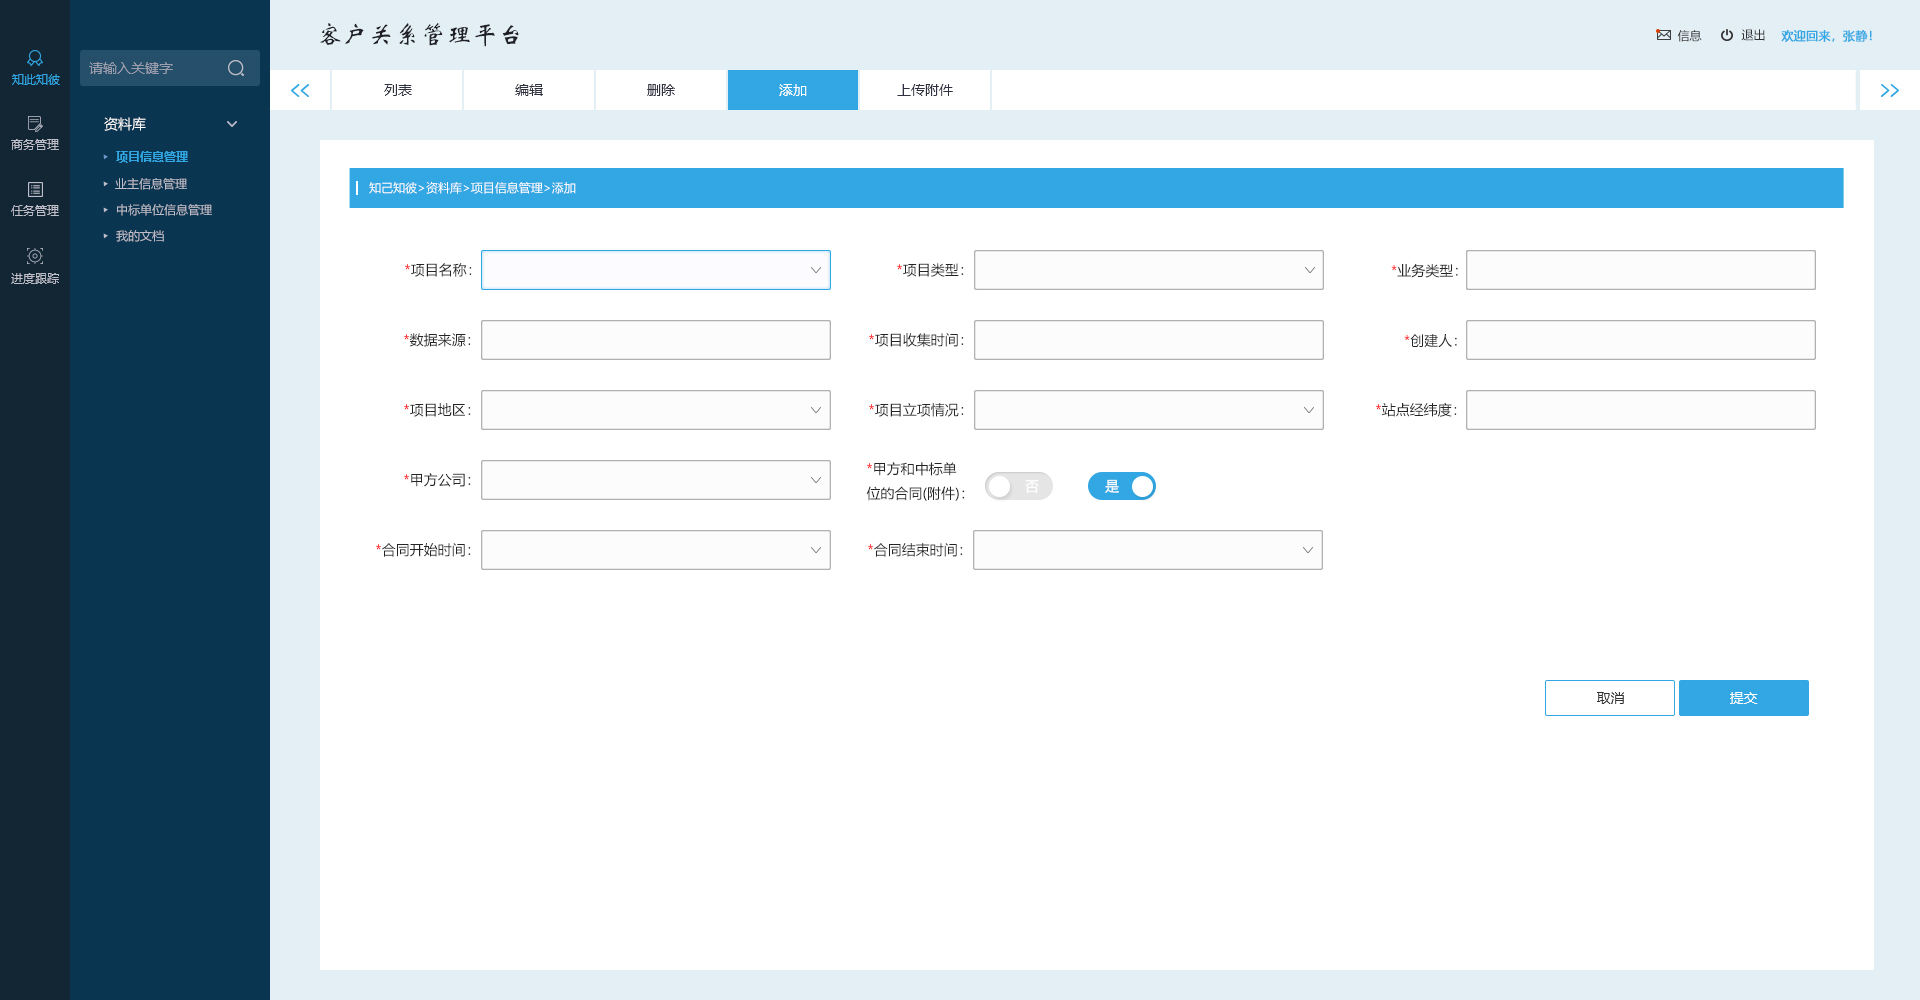 客户关系管理平台
信息
退出
欢迎回来，张静！
知此知彼
商务管理
任务管理
进度跟踪
请输入关键字
资料库
项目信息管理
业主信息管理
中标单位信息管理
我的文档
列表
编辑
删除
添加
上传附件
知己知彼>资料库>项目信息管理>添加
*项目名称：
*项目类型：
*业务类型：
*数据来源：
*项目收集时间：
*创建人：
*项目地区：
*项目立项情况：
*站点经纬度：
*甲方公司：
*甲方和中标单
位的合同(附件)：
否
是
*合同开始时间：
*合同结束时间：
取消
提交